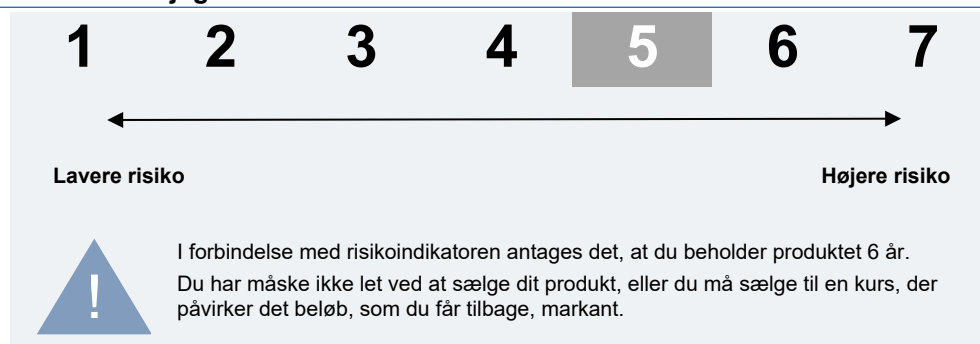 1 2 3 4 5 6 7
Lavere risiko Højere risiko
!
I forbindelse med risikoindikatoren antages det, at du beholder produktet 6 år.
Du har måske ikke let ved at sælge dit produkt, eller du må sælge til en kurs, der
påvirker det beløb, som du får tilbage, markant.